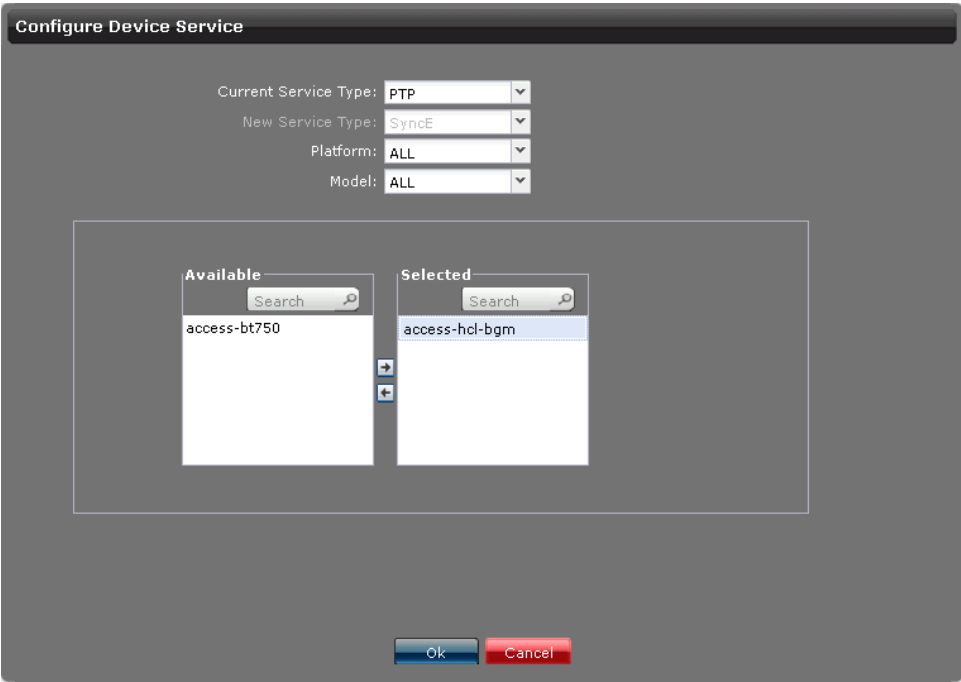 Configure Device Service
Current Service Type: PTP
New Service Type: SyncE
Platform: ALL
Model: ALL
Available Selected
Search Search
access-bt750 access-hcl-bgm
Ok Cancel